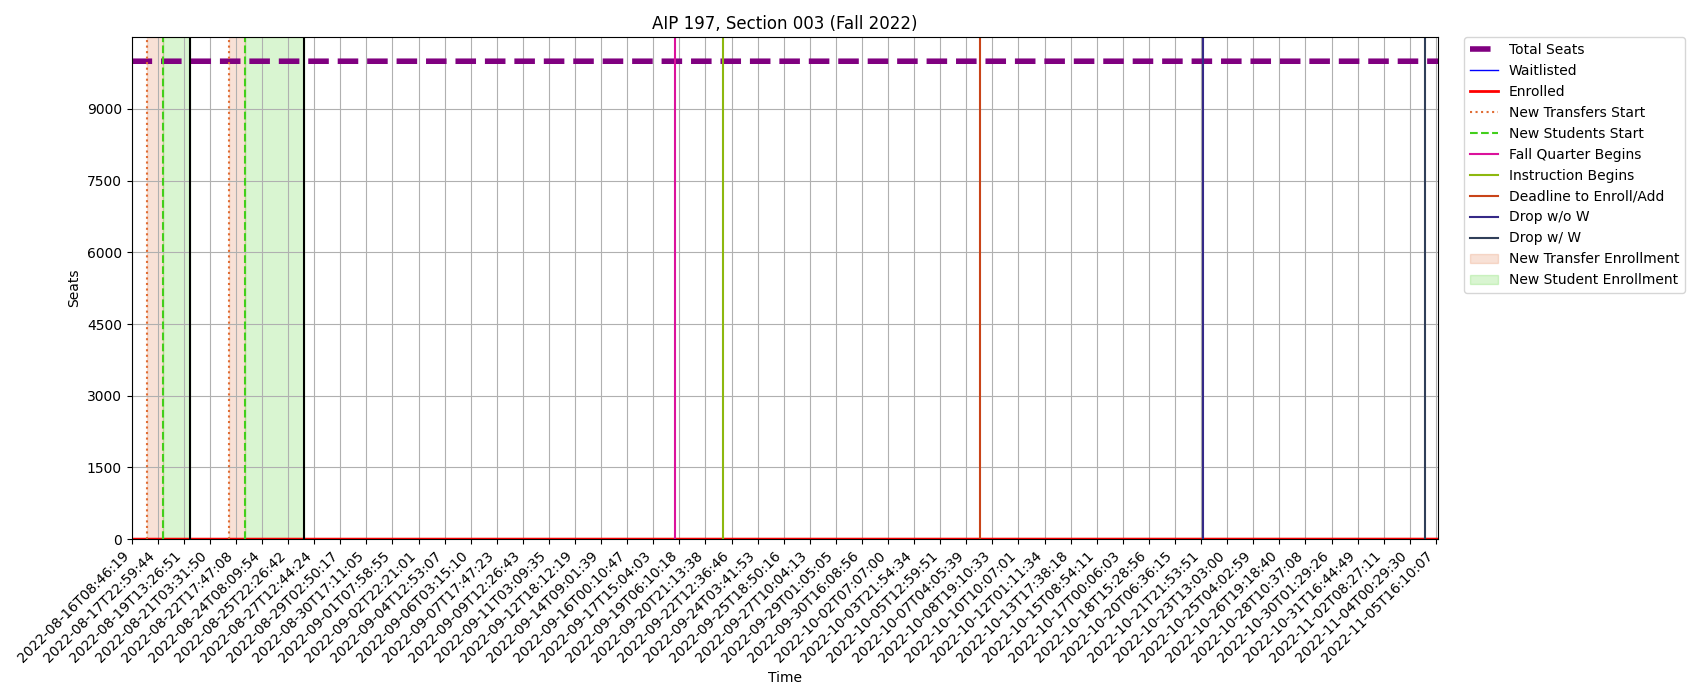 AIP 197, Section 003 (Fall 2022)
Total Seats
Waitlisted
Enrolled
New Transfers Start
New Students Start
Fall Quarter Begins
Instruction Begins
Deadline to Enroll/Add
Drop w/o W
Drop w/ W
New Transfer Enrollment
New Student Enrollment
Seats
9000
7500
6000
4500
3000
1500
0
2022-08-16T08:46:19
2022-08-17T22:59:44
2022-08-19T13:26:51
2022-08-21T03:31:50
2022-08-22T17:47:08
2022-08-24T08:09:54
2022-08-25T22:26:42
2022-08-27T12:44:24
2022-08-29T02:50:17
2022-08-30T17:11:05
2022-09-01T07:58:55
2022-09-02T22:21:01
2022-09-04T12:53:07
2022-09-06T03:15:10
2022-09-07T17:47:23
2022-09-09T12:26:43
2022-09-11T03:09:35
2022-09-12T18:12:19
2022-09-14T09:01:39
2022-09-16T00:10:47
2022-09-17T15:04:03
2022-09-19T06:10:18
2022-09-20T21:13:38
2022-09-22T12:36:46
2022-09-24T03:41:53
2022-09-25T18:50:16
2022-09-27T10:04:13
2022-09-29T01:05:05
2022-09-30T16:08:56
2022-10-02T07:07:00
2022-10-03T21:54:34
2022-10-05T12:59:51
2022-10-07T04:05:39
2022-10-08T19:10:33
2022-10-10T10:07:01
2022-10-12T01:11:34
2022-10-13T17:38:18
2022-10-15T08:54:11
2022-10-17T00:06:03
2022-10-18T15:28:56
2022-10-20T06:36:15
2022-10-21T21:53:51
2022-10-23T13:03:00
2022-10-25T04:02:59
2022-10-26T19:18:40
2022-10-28T10:37:08
2022-10-30T01:29:26
2022-10-31T16:44:49
2022-11-02T08:27:11
2022-11-04T00:29:30
2022-11-05T16:10:07
Time